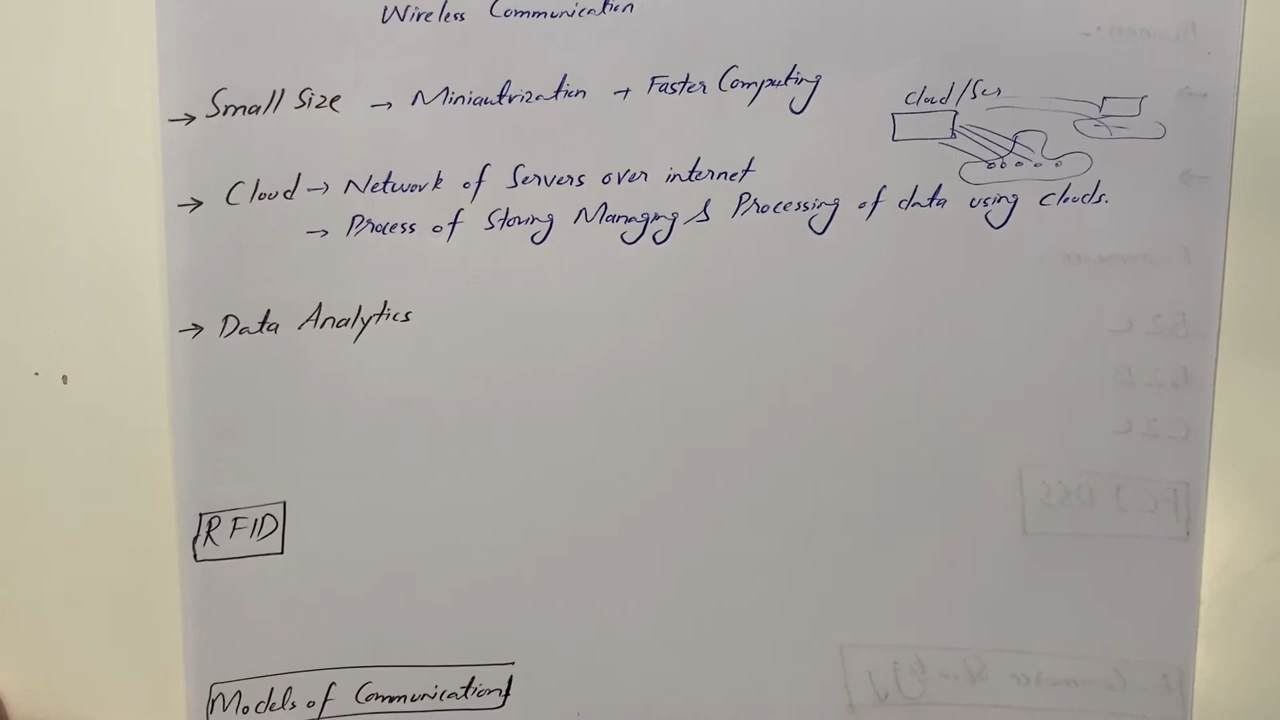 Wireless Communication
→ Small Size → Miniautrization + Faster Computing
Cloud/Ser
→ Cloud → Network of Servers over internet
→ Process of Storing Managing & Processing of data using clouds.
→ Data Analytics
RFID
Models of Communication